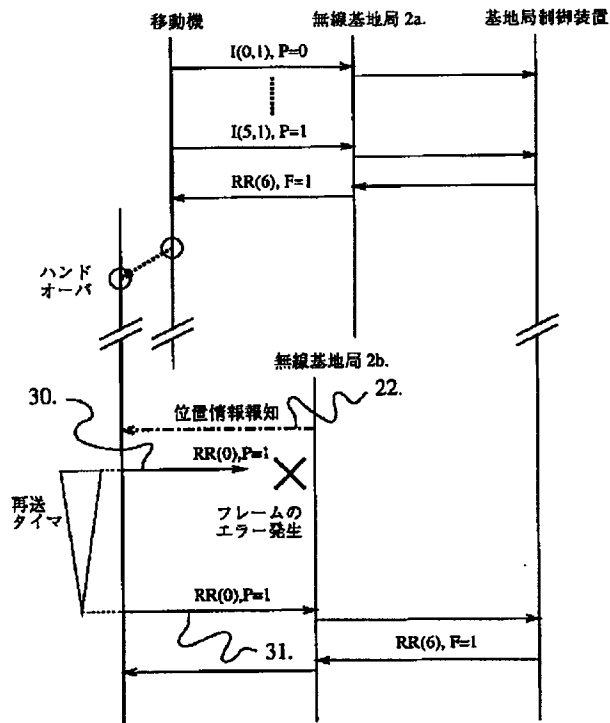 移動機
無線基地局 2a.
基地局制御装置
I(0,1), P=0
I(5,1), P=1
RR(6), F=1
ハンド
オーバ
無線基地局 2b.
30.
位置情報報知
22.
RR(0),P=1
再送
タイマ
フレームの
エラー発生
RR(0),P=1
31.
RR(6), F=1